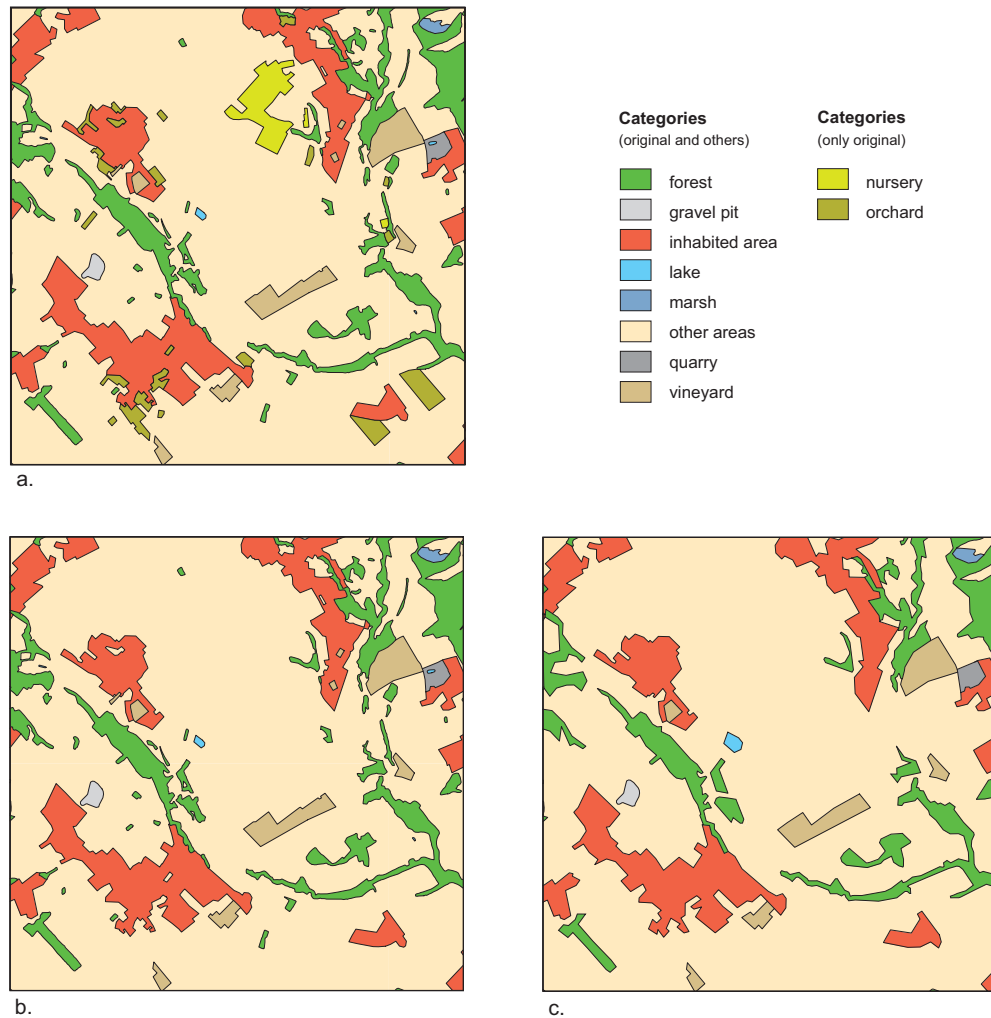 Categories
(original and others)
forest
gravel pit
inhabited area
lake
marsh
other areas
quarry
vineyard
Categories
(only original)
nursery
orchard
a.
b.
c.